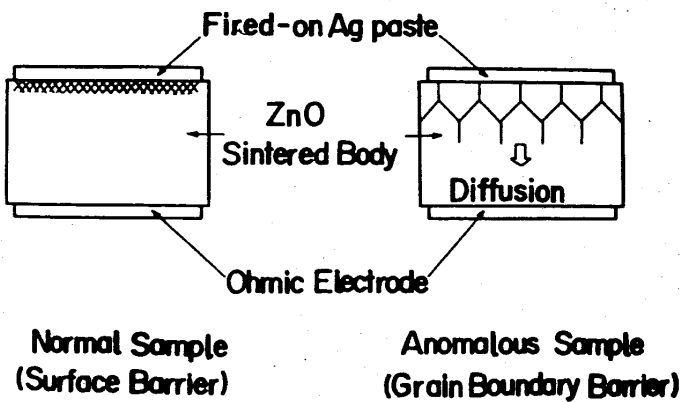 Fired-on Ag paste
ZnO
Sintered Body
Diffusion
Ohmic Electrode
Normal Sample
(Surface Barrier)
Anomalous Sample
(Grain Boundary Barrier)